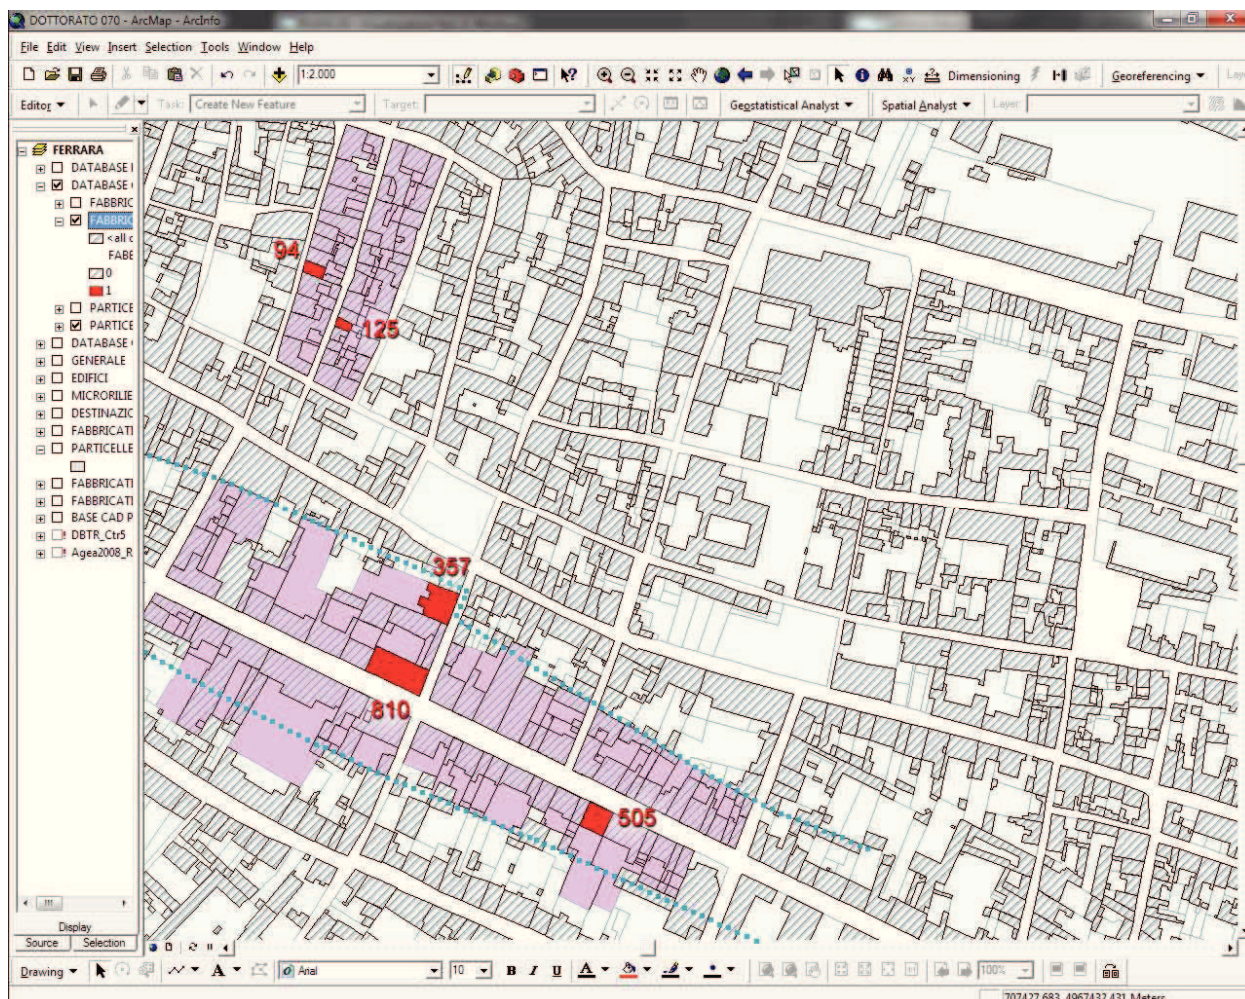 DOTTORATO 070 - ArcMap - ArcInfo
File Edit View Insert Selection Tools Window Help
1:2.000 Dimensioning Georeferencing
Editor Task: Create New Feature Target: Geostatistical Analyst Spatial Analyst Layer:
FERRARA
DATABASE
DATABASE
FABBRIC
FABBRIC
<all
FABB
0
1
PARTICE
PARTICE
DATABASE
GENERALE
EDIFICI
MICRORILIE
DESTINAZIC
FABBRICATI
PARTICELLE
FABBRICATI
FABBRICATI
BASE CAD P
DBTR_Ctr5
Agea2008_R
94
125
357
810
505
Display
Source Selection
Drawing A Arial 10 B I U A 100%
707427,683 4967432,431 Meters